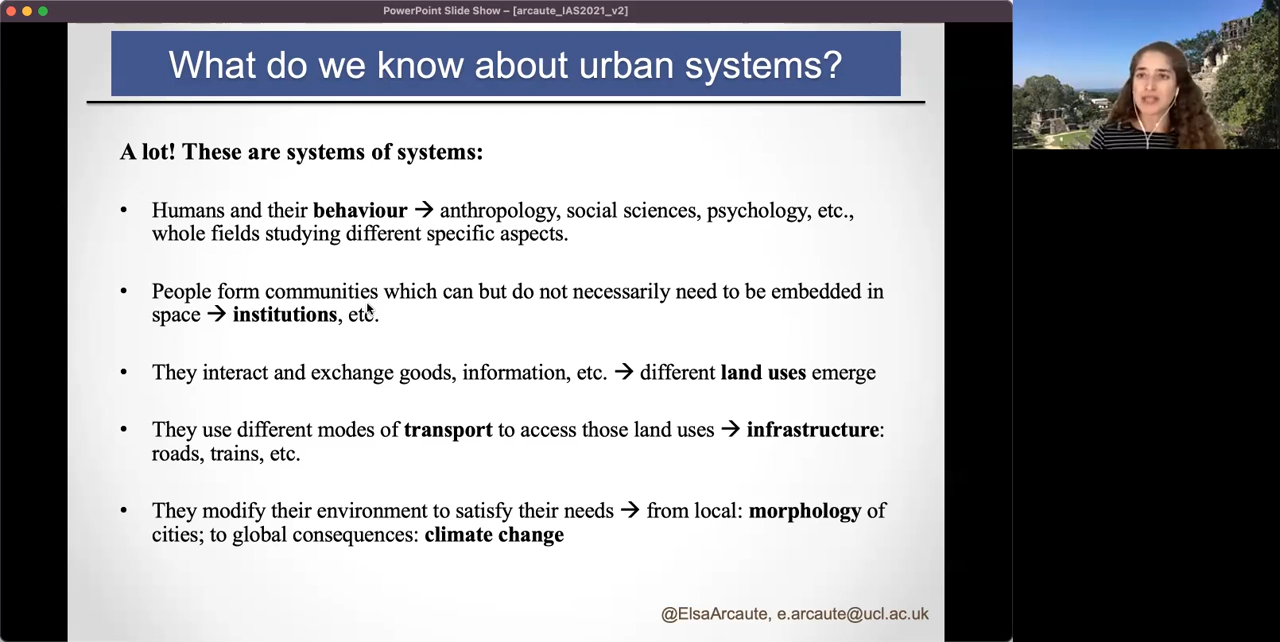 PowerPoint Slide Show – [arcaute_IAS2021_v2]
What do we know about urban systems?
A lot! These are systems of systems:
• Humans and their behaviour → anthropology, social sciences, psychology, etc.,
whole fields studying different specific aspects.
• People form communities which can but do not necessarily need to be embedded in
space → institutions, etc.
• They interact and exchange goods, information, etc. → different land uses emerge
• They use different modes of transport to access those land uses → infrastructure:
roads, trains, etc.
• They modify their environment to satisfy their needs → from local: morphology of
cities; to global consequences: climate change
@ElsaArcaute, e.arcaute@ucl.ac.uk